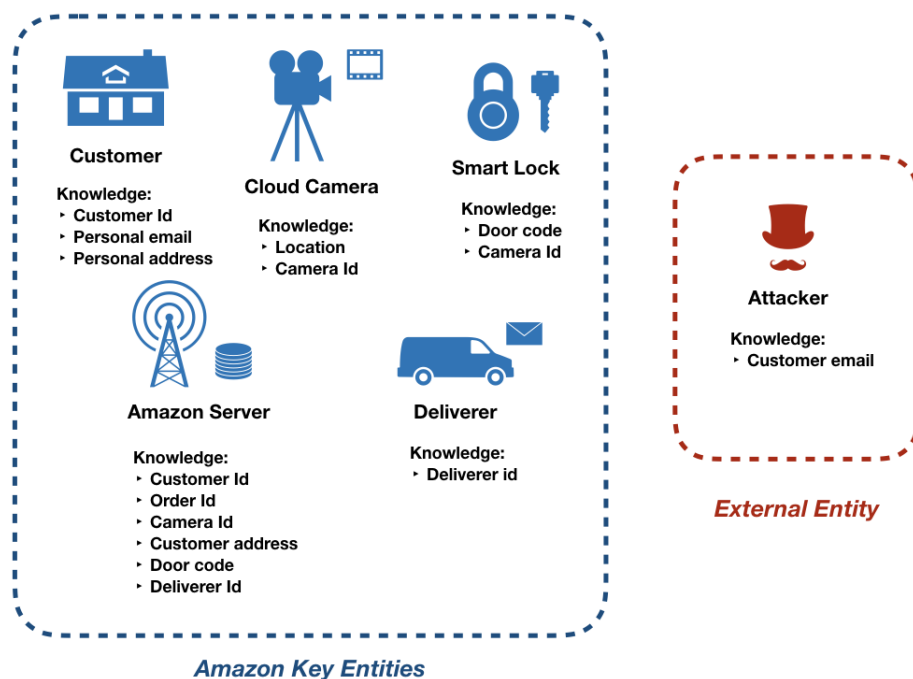 Customer
Knowledge:
‣ Customer Id
‣ Personal email
‣ Personal address
Cloud Camera
Knowledge:
‣ Location
‣ Camera Id
Smart Lock
Knowledge:
‣ Door code
‣ Camera Id
Amazon Server
Knowledge:
‣ Customer Id
‣ Order Id
‣ Camera Id
‣ Customer address
‣ Door code
‣ Deliverer Id
Deliverer
Knowledge:
‣ Deliverer id
Amazon Key Entities
Attacker
Knowledge:
‣ Customer email
External Entity